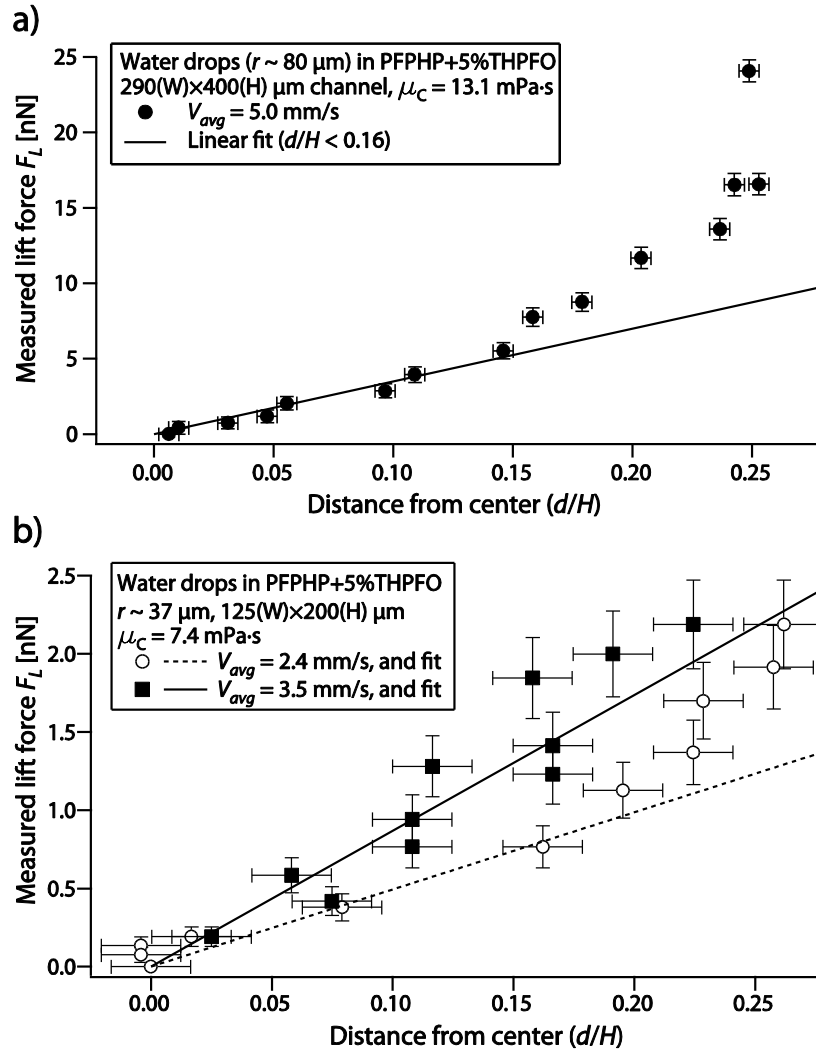 a)
Water drops (r ~ 80 μm) in PFPHP+5%THPFO
290(W)×400(H) μm channel, μC = 13.1 mPa·s
Vavg = 5.0 mm/s
Linear fit (d/H < 0.16)
Measured lift force FL [nN]
25
20
15
10
5
0
0.00 0.05 0.10 0.15 0.20 0.25
Distance from center (d/H)
b)
Water drops in PFPHP+5%THPFO
r ~ 37 μm, 125(W)×200(H) μm
μC = 7.4 mPa·s
Vavg = 2.4 mm/s, and fit
Vavg = 3.5 mm/s, and fit
Measured lift force FL [nN]
2.5
2.0
1.5
1.0
0.5
0.0
0.00 0.05 0.10 0.15 0.20 0.25
Distance from center (d/H)